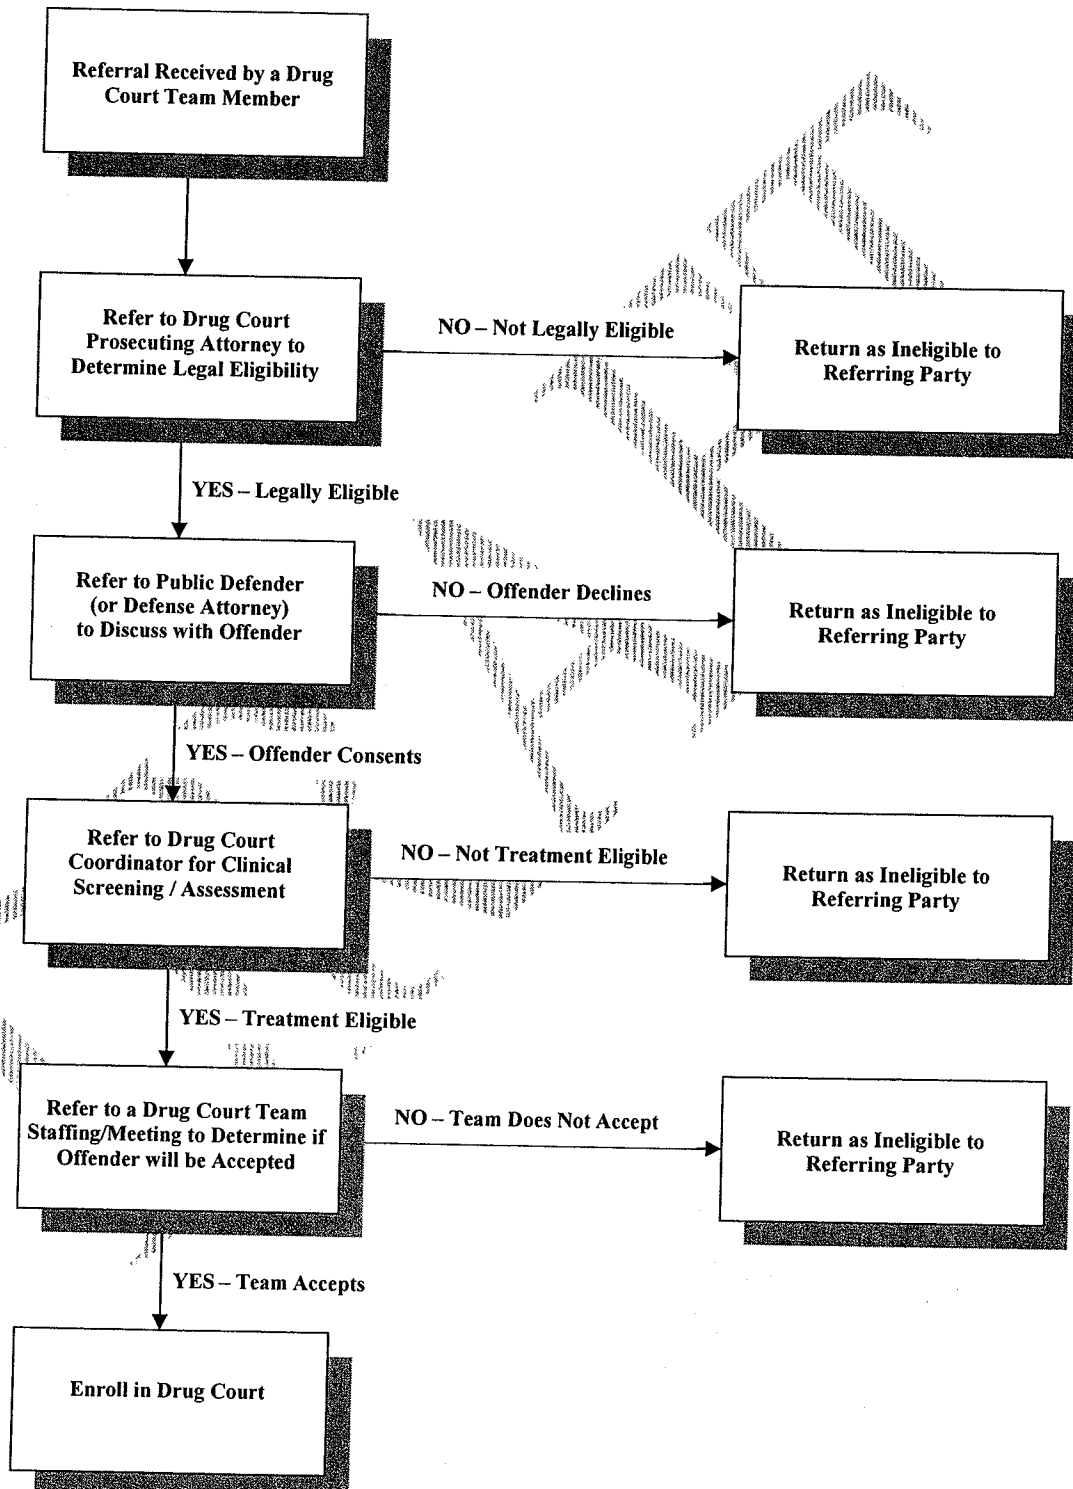 Referral Received by a Drug
Court Team Member
Refer to Drug Court
Prosecuting Attorney to
Determine Legal Eligibility
NO – Not Legally Eligible
Return as Ineligible to
Referring Party
YES – Legally Eligible
Refer to Public Defender
(or Defense Attorney)
to Discuss with Offender
NO – Offender Declines
Return as Ineligible to
Referring Party
YES – Offender Consents
Refer to Drug Court
Coordinator for Clinical
Screening / Assessment
NO – Not Treatment Eligible
Return as Ineligible to
Referring Party
YES – Treatment Eligible
Refer to a Drug Court Team
Staffing/Meeting to Determine if
Offender will be Accepted
NO – Team Does Not Accept
Return as Ineligible to
Referring Party
YES – Team Accepts
Enroll in Drug Court
DRAFT